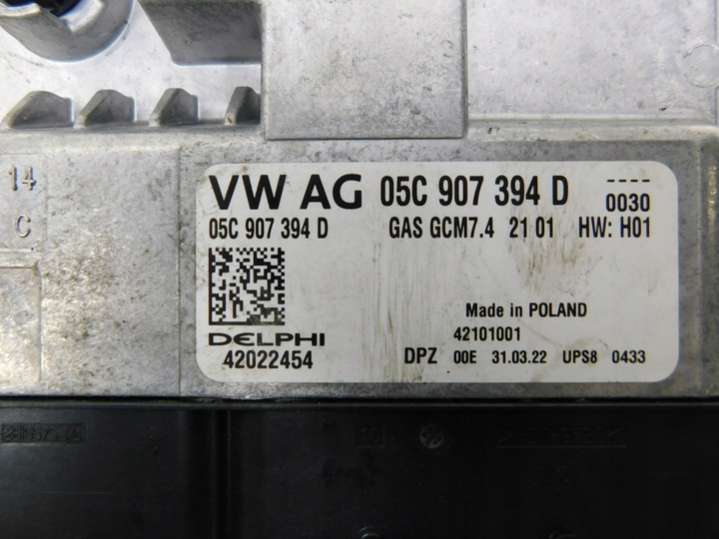 14
C
VW AG 05C 907 394 D ----
0030
05C 907 394 D GAS GCM7.4 21 01 HW: H01
Made in POLAND
DELPHI 42101001
42022454 DPZ 00E 31.03.22 UPS8 0433